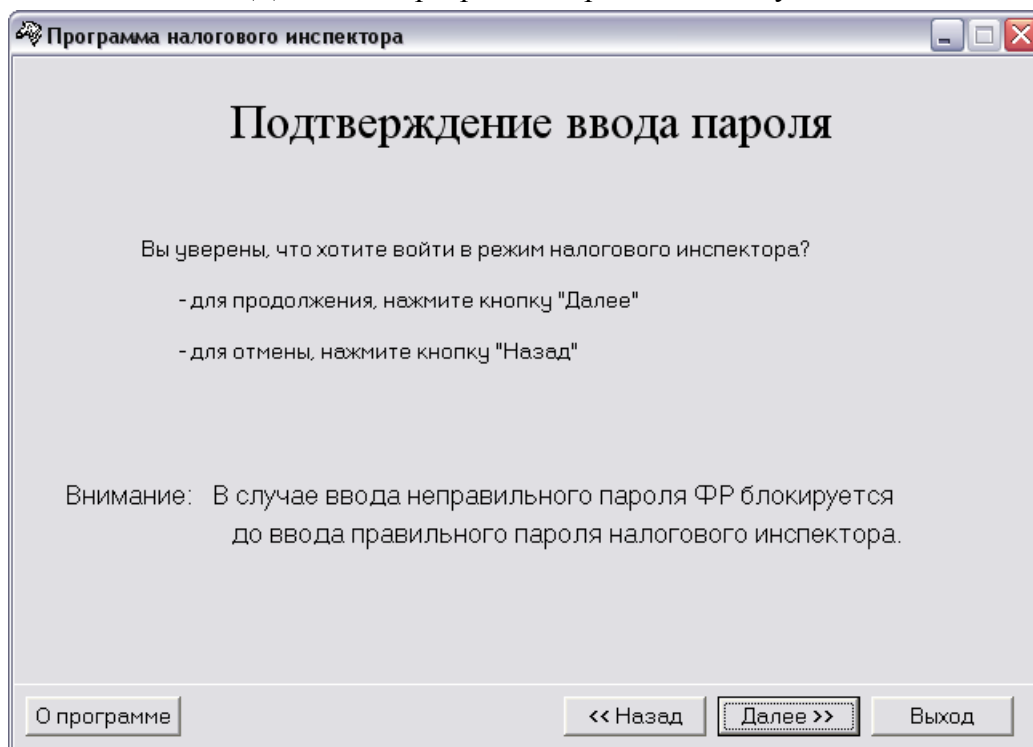 Программа налогового инспектора
Подтверждение ввода пароля
Вы уверены, что хотите войти в режим налогового инспектора?
- для продолжения, нажмите кнопку "Далее"
- для отмены, нажмите кнопку "Назад"
Внимание: В случае ввода неправильного пароля ФР блокируется
до ввода правильного пароля налогового инспектора.
О программе << Назад Далее >> Выход